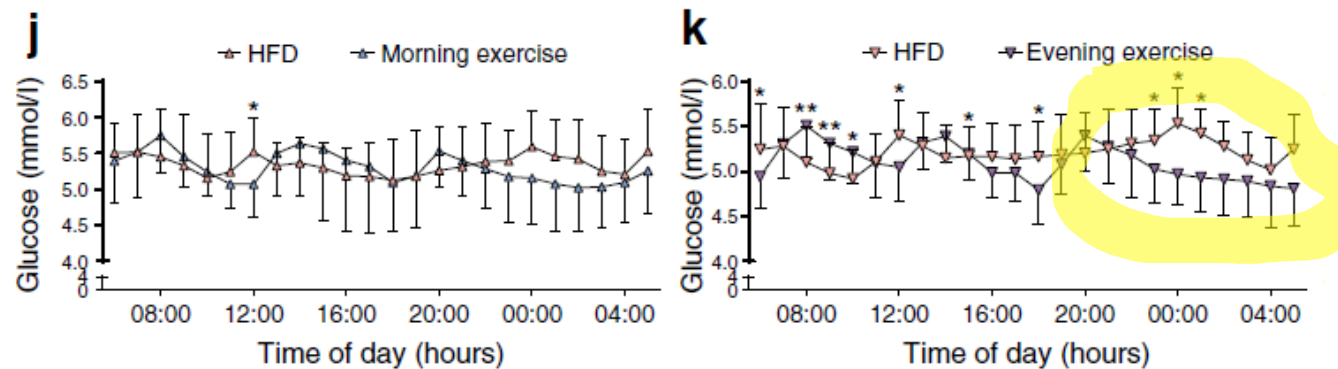 j
HFD Morning exercise
Glucose (mmol/l)
6.5
6.0
5.5
5.0
4.5
4.0
4
0
08:00 12:00 16:00 20:00 00:00 04:00
Time of day (hours)
*
k
HFD Evening exercise
Glucose (mmol/l)
6.0
5.5
5.0
4.5
4.0
4
0
08:00 12:00 16:00 20:00 00:00 04:00
Time of day (hours)
* ** ** * * * * * * *